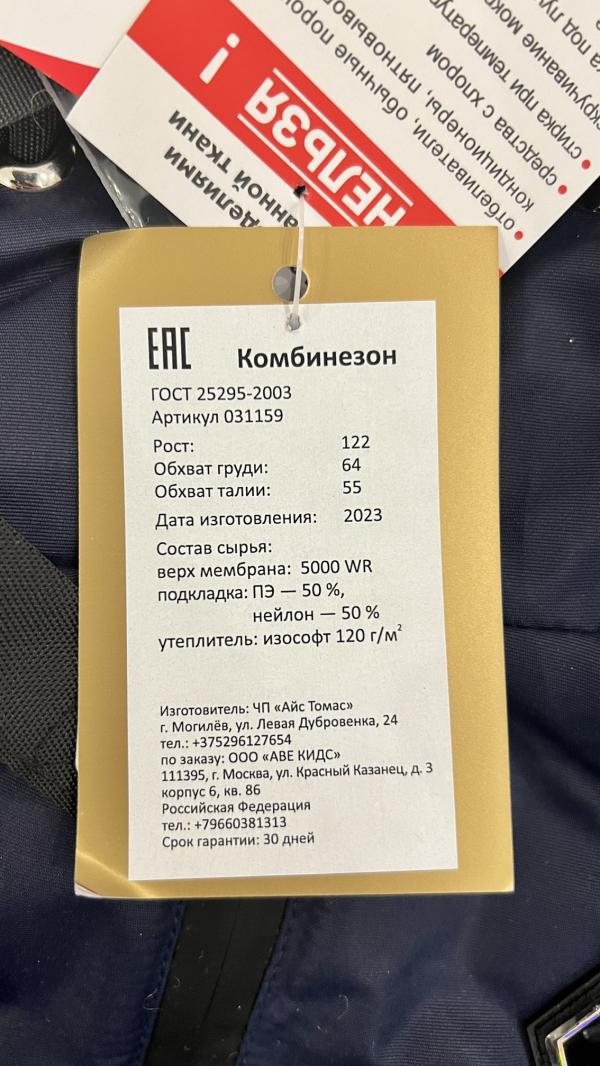 отбеливатели, обычные поро
кондиционеры, пятновыво
средства с хлором
стирка при температу
НЕЛЬЗЯ !
анной ткани
ЕАС Комбинезон
ГОСТ 25295-2003
Артикул 031159
Рост: 122
Обхват груди: 64
Обхват талии: 55
Дата изготовления: 2023
Состав сырья:
верх мембрана: 5000 WR
подкладка: ПЭ — 50 %,
нейлон — 50 %
утеплитель: изософт 120 г/м²
Изготовитель: ЧП «Айс Томас»
г. Могилёв, ул. Левая Дубровенка, 24
тел.: +375296127654
по заказу: ООО «АВЕ КИДС»
111395, г. Москва, ул. Красный Казанец, д. 3
корпус 6, кв. 86
Российская Федерация
тел.: +79660381313
Срок гарантии: 30 дней